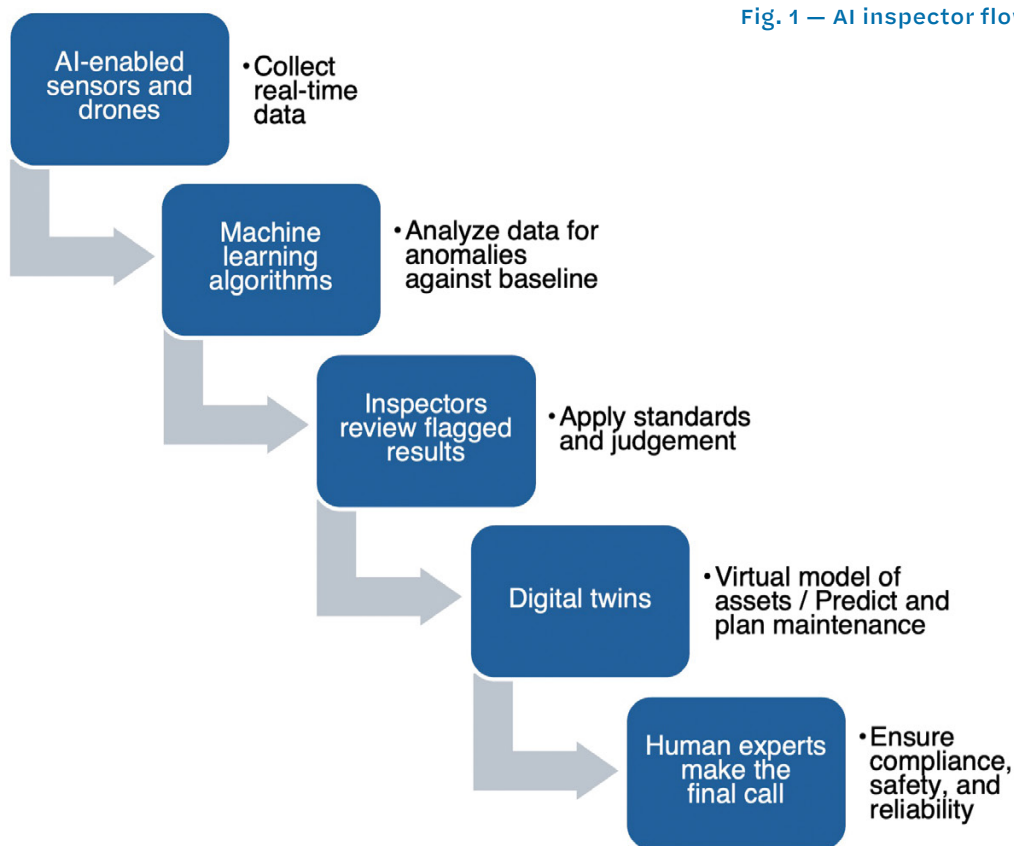 Fig. 1 — AI inspector flo
AI-enabled
sensors and
drones
•Collect
real-time
data
Machine
learning
algorithms
•Analyze data for
anomalies
against baseline
Inspectors
review flagged
results
•Apply standards
and judgement
Digital twins
•Virtual model of
assets / Predict and
plan maintenance
Human experts
make the
final call
•Ensure
compliance,
safety, and
reliability